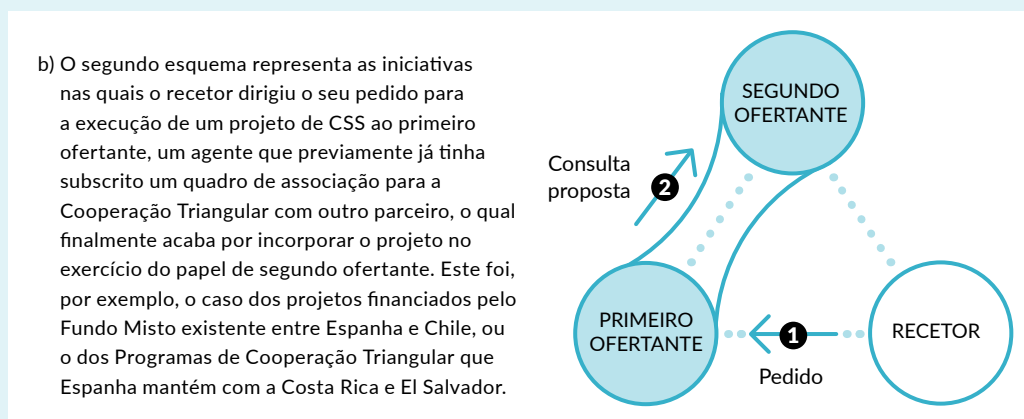 b) O segundo esquema representa as iniciativas
nas quais o recetor dirigiu o seu pedido para
a execução de um projeto de CSS ao primeiro
ofertante, um agente que previamente já tinha
subscrito um quadro de associação para a
Cooperação Triangular com outro parceiro, o qual
finalmente acaba por incorporar o projeto no
exercício do papel de segundo ofertante. Este foi,
por exemplo, o caso dos projetos financiados pelo
Fundo Misto existente entre Espanha e Chile, ou
o dos Programas de Cooperação Triangular que
Espanha mantém com a Costa Rica e El Salvador.
SEGUNDO
OFERTANTE
Consulta
proposta
2
PRIMEIRO
OFERTANTE
1
Pedido
RECETOR